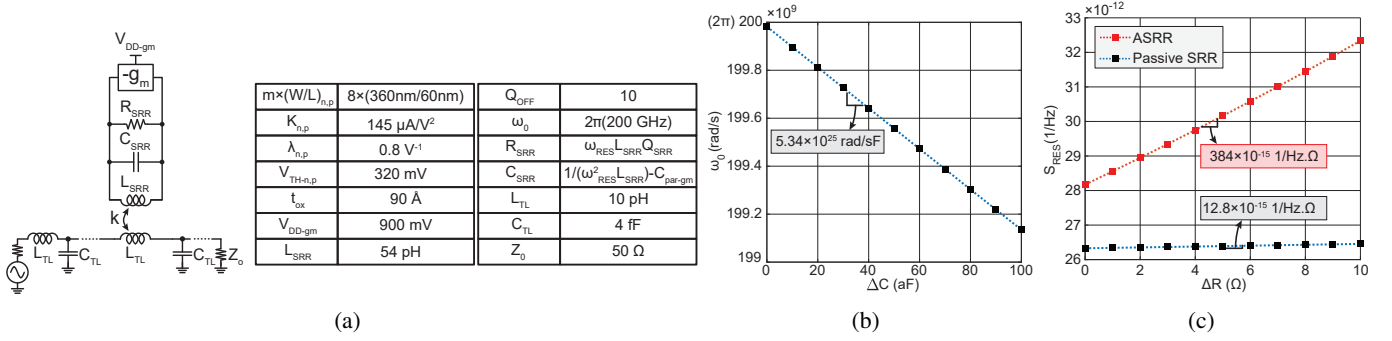 V_DD-gm
-g_m
R_SRR
C_SRR
L_SRR
k
L_TL
C_TL
L_TL
C_TL
Z_o
m×(W/L)_n,p 8×(360nm/60nm) Q_OFF 10
K_n,p 145 µA/V² ω_0 2π(200 GHz)
λ_n,p 0.8 V⁻¹ R_SRR ω_RES L_SRR Q_SRR
V_TH-n,p 320 mV C_SRR 1/(ω²_RES L_SRR)-C_par-gm
t_ox 90 Å L_TL 10 pH
V_DD-gm 900 mV C_TL 4 fF
L_SRR 54 pH Z_0 50 Ω
(a)
×10⁹
(2π) 200
199.8
199.6
199.4
199.2
199
ω_0 (rad/s)
5.34×10²⁵ rad/sF
0 20 40 60 80 100
ΔC (aF)
(b)
×10⁻¹²
33
32
31
30
29
28
27
26
S_RES (1/Hz)
ASRR
Passive SRR
384×10⁻¹⁵ 1/Hz.Ω
12.8×10⁻¹⁵ 1/Hz.Ω
0 2 4 6 8 10
ΔR (Ω)
(c)